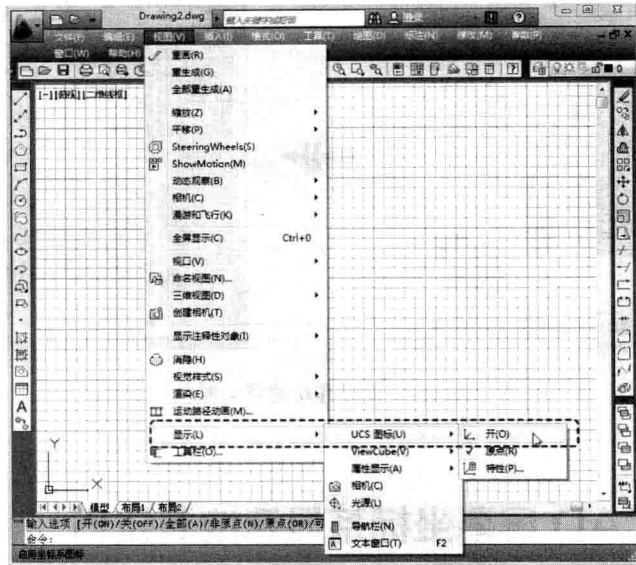 Drawing2.dwg
键入关键字或短语
登录
文件(F) 编辑(E) 视图(V) 插入(I) 格式(O) 工具(T) 绘图(D) 标注(N) 修改(M) 参数(P)
窗口(W) 帮助(H)
[-][俯视][二维线框]
重画(R)
重生成(G)
全部重生成(A)
缩放(Z)
平移(P)
SteeringWheels(S)
ShowMotion(M)
动态观察(B)
相机(C)
漫游和飞行(K)
全屏显示(C) Ctrl+0
视口(V)
命名视图(N)...
三维视图(D)
创建相机(T)
显示注释性对象(I)
消隐(H)
视觉样式(S)
渲染(E)
运动路径动画(M)...
显示(L)
工具栏(O)...
UCS 图标(U)
ViewCube(V)
属性显示(A)
相机(C)
光源(L)
导航栏(N)
文本窗口(T) F2
开(O)
原点(R)
特性(P)...
A
Y
X
模型 布局1 布局2
输入选项 [开(ON)/关(OFF)/全部(A)/非原点(N)/原点(OR)/可
命令:
启用坐标系图标